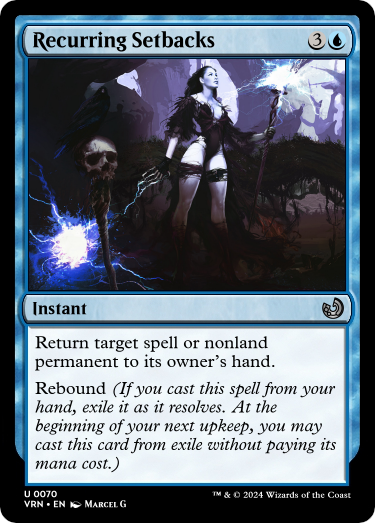 Recurring Setbacks 3
Instant
Return target spell or nonland
permanent to its owner's hand.
Rebound (If you cast this spell from your
hand, exile it as it resolves. At the
beginning of your next upkeep, you may
cast this card from exile without paying its
mana cost.)
U 0070
VRN • EN Marcel G
™ & © 2024 Wizards of the Coast